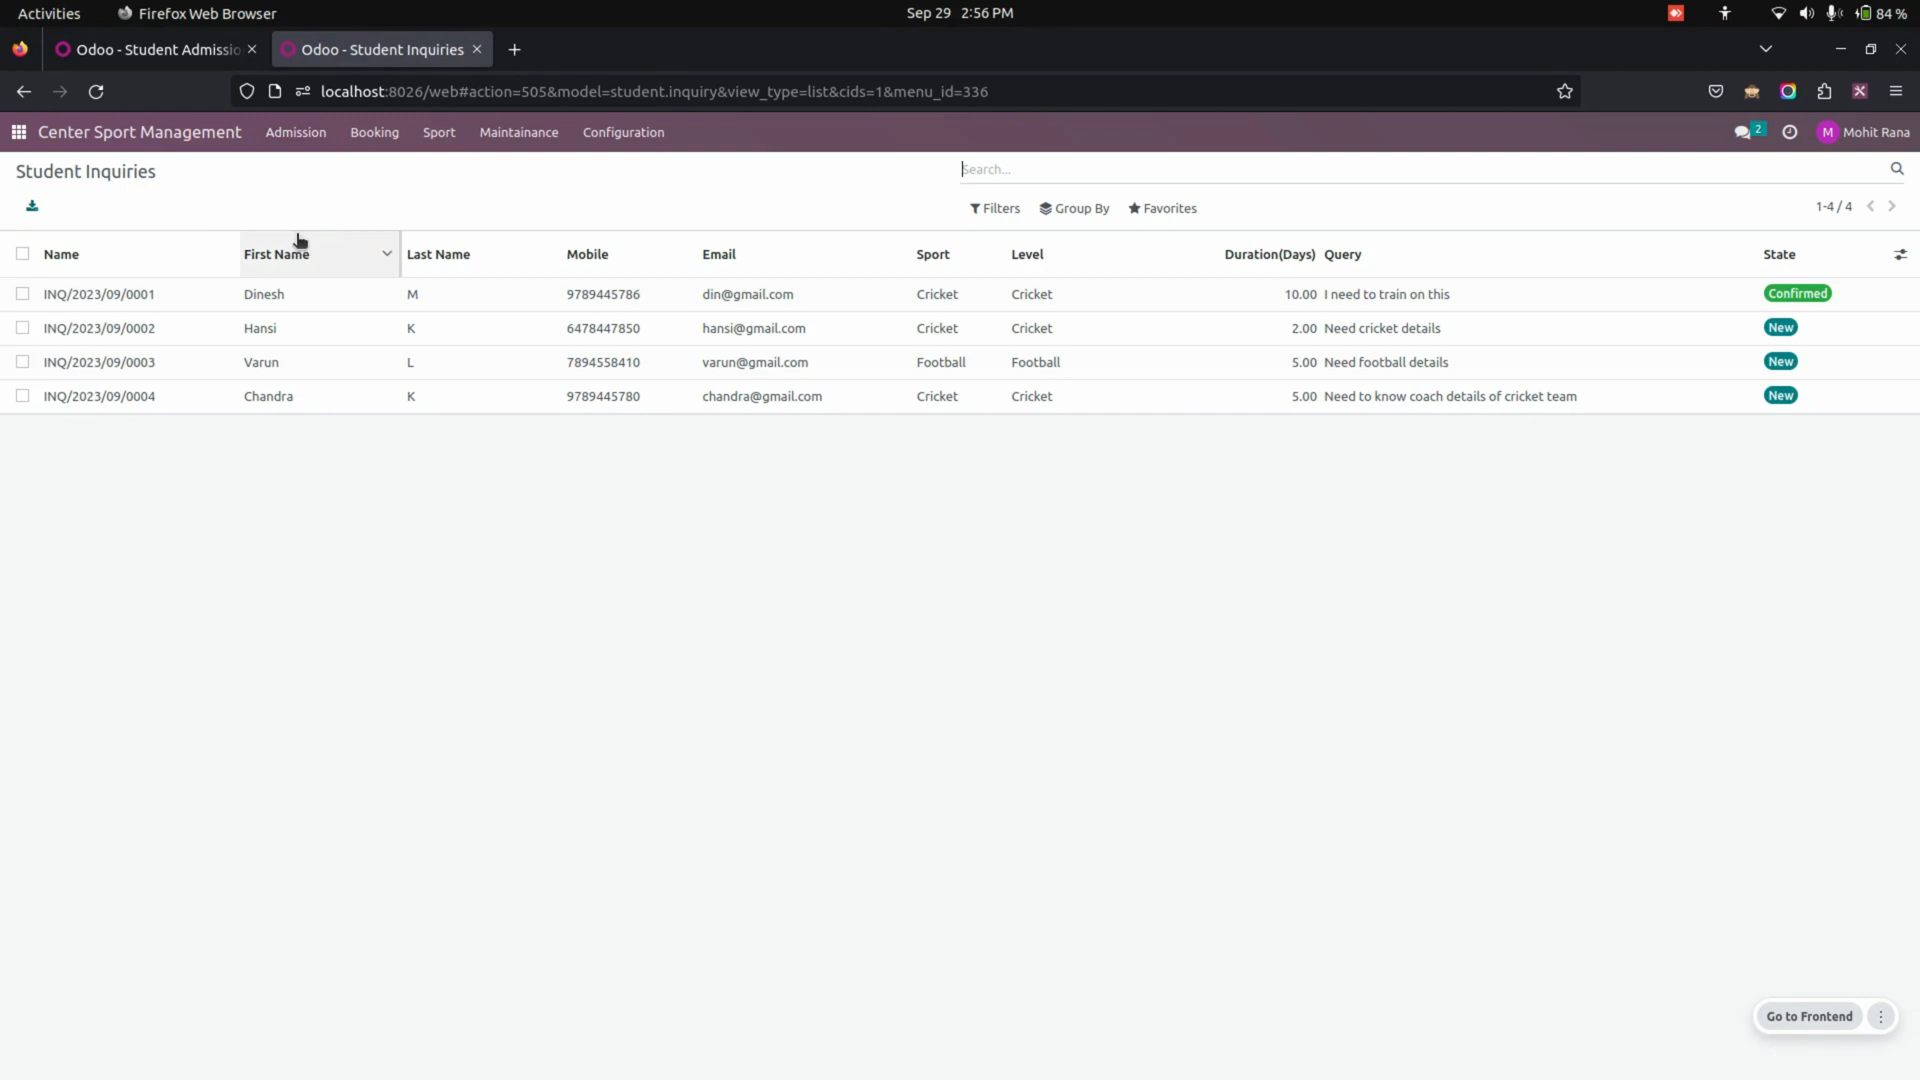 Activities Firefox Web Browser Sep 29 2:56 PM 84 %
Odoo - Student Admissio Odoo - Student Inquiries
localhost:8026/web#action=505&model=student.inquiry&view_type=list&cids=1&menu_id=336
Center Sport Management Admission Booking Sport Maintainance Configuration 2 M Mohit Rana
Student Inquiries Search...
Filters Group By Favorites 1-4 / 4
Name First Name Last Name Mobile Email Sport Level Duration(Days) Query State
INQ/2023/09/0001 Dinesh M 9789445786 din@gmail.com Cricket Cricket 10.00 I need to train on this Confirmed
INQ/2023/09/0002 Hansi K 6478447850 hansi@gmail.com Cricket Cricket 2.00 Need cricket details New
INQ/2023/09/0003 Varun L 7894558410 varun@gmail.com Football Football 5.00 Need football details New
INQ/2023/09/0004 Chandra K 9789445780 chandra@gmail.com Cricket Cricket 5.00 Need to know coach details of cricket team New
Go to Frontend